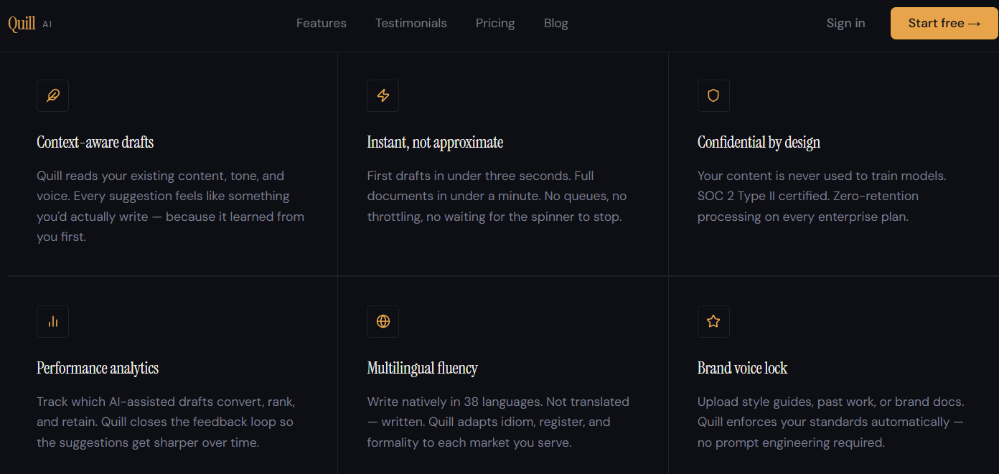 Quill AI
Features
Testimonials
Pricing
Blog
Sign in
Start free →
Context-aware drafts
Quill reads your existing content, tone, and
voice. Every suggestion feels like something
you'd actually write — because it learned from
you first.
Instant, not approximate
First drafts in under three seconds. Full
documents in under a minute. No queues, no
throttling, no waiting for the spinner to stop.
Confidential by design
Your content is never used to train models.
SOC 2 Type II certified. Zero-retention
processing on every enterprise plan.
Performance analytics
Track which AI-assisted drafts convert, rank,
and retain. Quill closes the feedback loop so
the suggestions get sharper over time.
Multilingual fluency
Write natively in 38 languages. Not translated
— written. Quill adapts idiom, register, and
formality to each market you serve.
Brand voice lock
Upload style guides, past work, or brand docs.
Quill enforces your standards automatically —
no prompt engineering required.